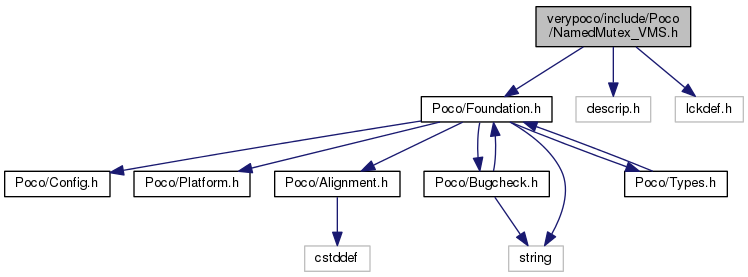 verypoco/include/Poco
/NamedMutex_VMS.h
Poco/Foundation.h
descrip.h
lckdef.h
Poco/Config.h
Poco/Platform.h
Poco/Alignment.h
Poco/Bugcheck.h
Poco/Types.h
cstddef
string